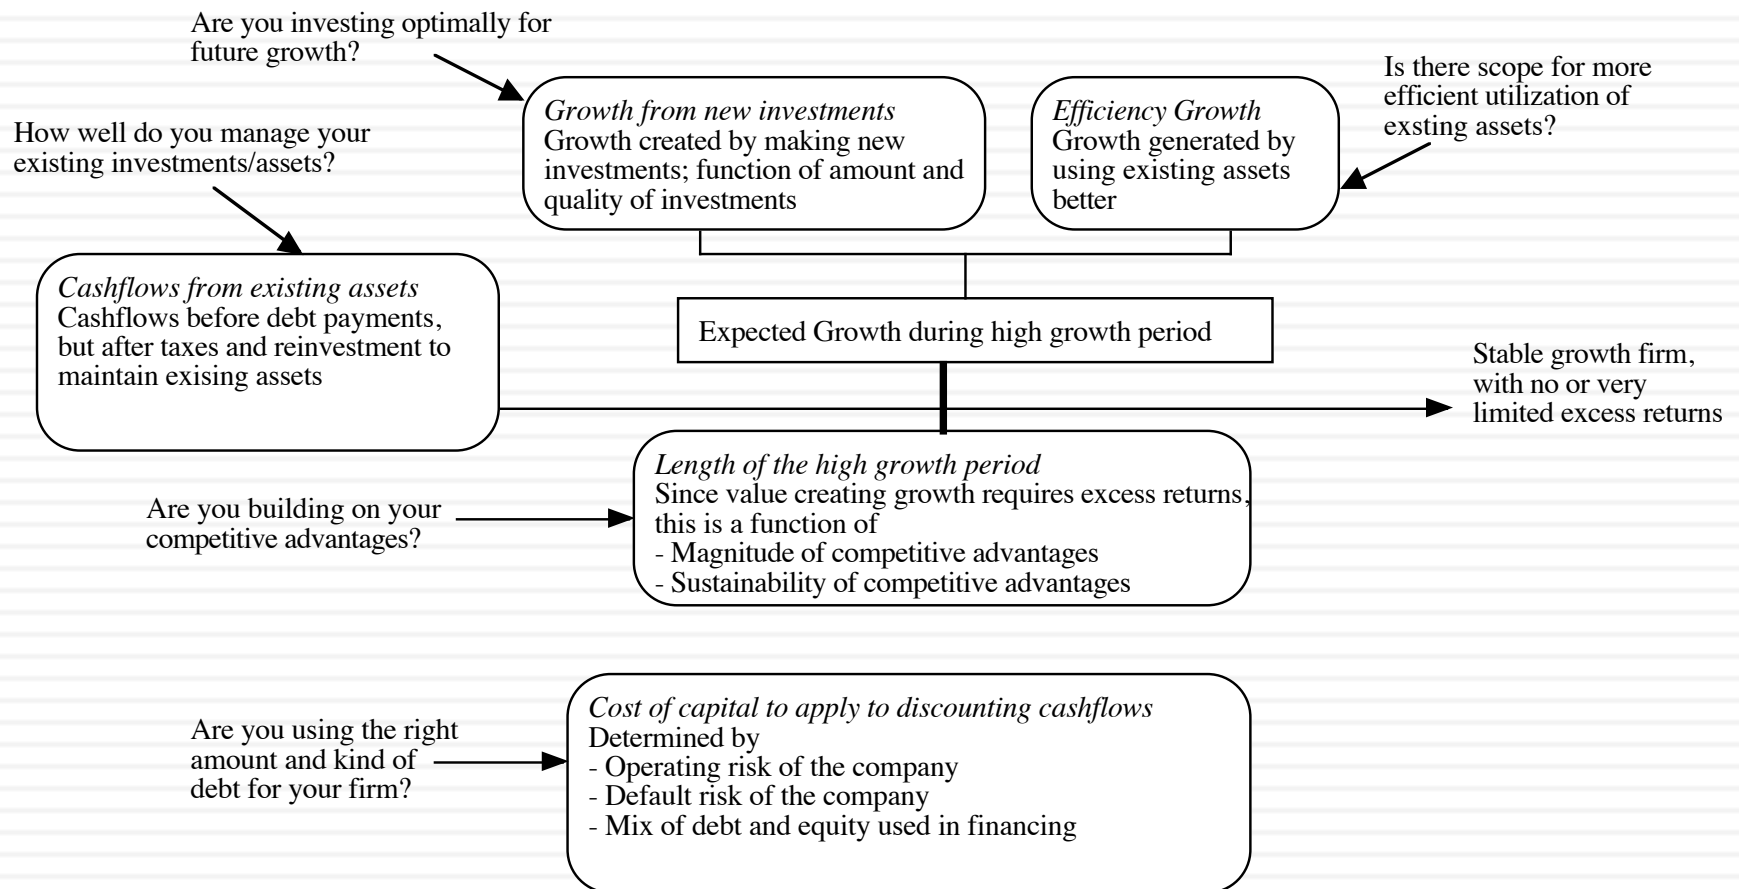 Are you investing optimally for
future growth?
Is there scope for more
efficient utilization of
exsting assets?
Growth from new investments
Growth created by making new
investments; function of amount and
quality of investments
Efficiency Growth
Growth generated by
using existing assets
better
How well do you manage your
existing investments/assets?
Cashflows from existing assets
Cashflows before debt payments,
but after taxes and reinvestment to
maintain exising assets
Expected Growth during high growth period
Stable growth firm,
with no or very
limited excess returns
Length of the high growth period
Since value creating growth requires excess returns,
this is a function of
- Magnitude of competitive advantages
- Sustainability of competitive advantages
Are you building on your
competitive advantages?
Cost of capital to apply to discounting cashflows
Determined by
- Operating risk of the company
- Default risk of the company
- Mix of debt and equity used in financing
Are you using the right
amount and kind of
debt for your firm?